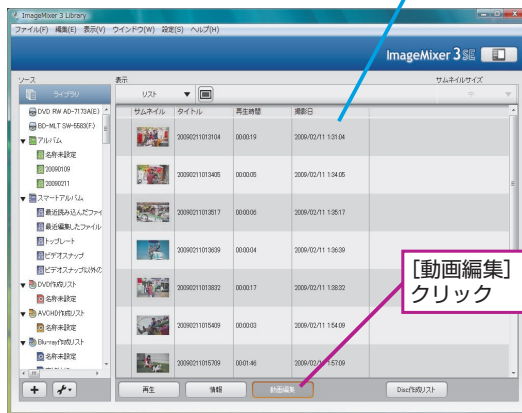 ImageMixer 3 Library
ファイル(F) 編集(E) 表示(V) ウインドウ(W) 設定(S) ヘルプ(H)
ImageMixer 3 SE
ソース 表示 サムネイルサイズ
ライブラリ リスト
DVD RW AD-7173A(E:)
BD-MLT SW-5583(F:)
アルバム
名称未設定
20090109
20090211
スマートアルバム
最近読み込んだファイ
最近編集したファイル
トップレート
ビデオスナップ
ビデオスナップ以外の
DVD作成リスト
名称未設定
AVCHD作成リスト
名称未設定
Blu-ray作成リスト
名称未設定
サムネイル タイトル 再生時間 撮影日
20090211013104 00:00:19 2009/02/11 1:31:04
20090211013405 00:00:05 2009/02/11 1:34:05
20090211013517 00:00:06 2009/02/11 1:35:17
20090211013639 00:00:04 2009/02/11 1:36:39
20090211013832 00:00:17 2009/02/11 1:38:32
20090211015409 00:00:03 2009/02/11 1:54:09
20090211015709 00:01:46 2009/02/11 1:57:09
[動画編集]
クリック
再生 情報 動画編集 Disc作成リスト